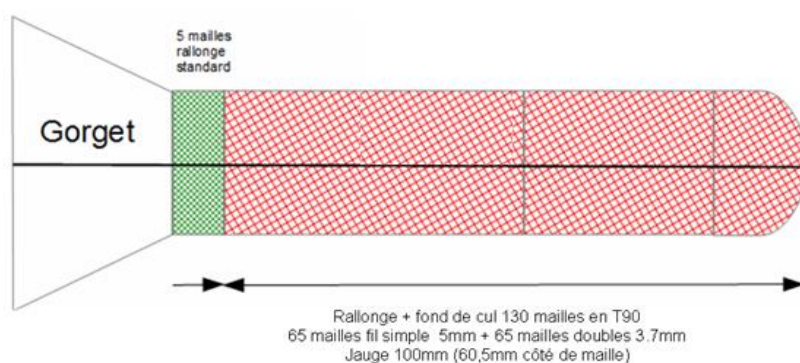 5 mailles
rallonge
standard
Gorget
Rallonge + fond de cul 130 mailles en T90
65 mailles fil simple 5mm + 65 mailles doubles 3.7mm
Jauge 100mm (60,5mm côté de maille)